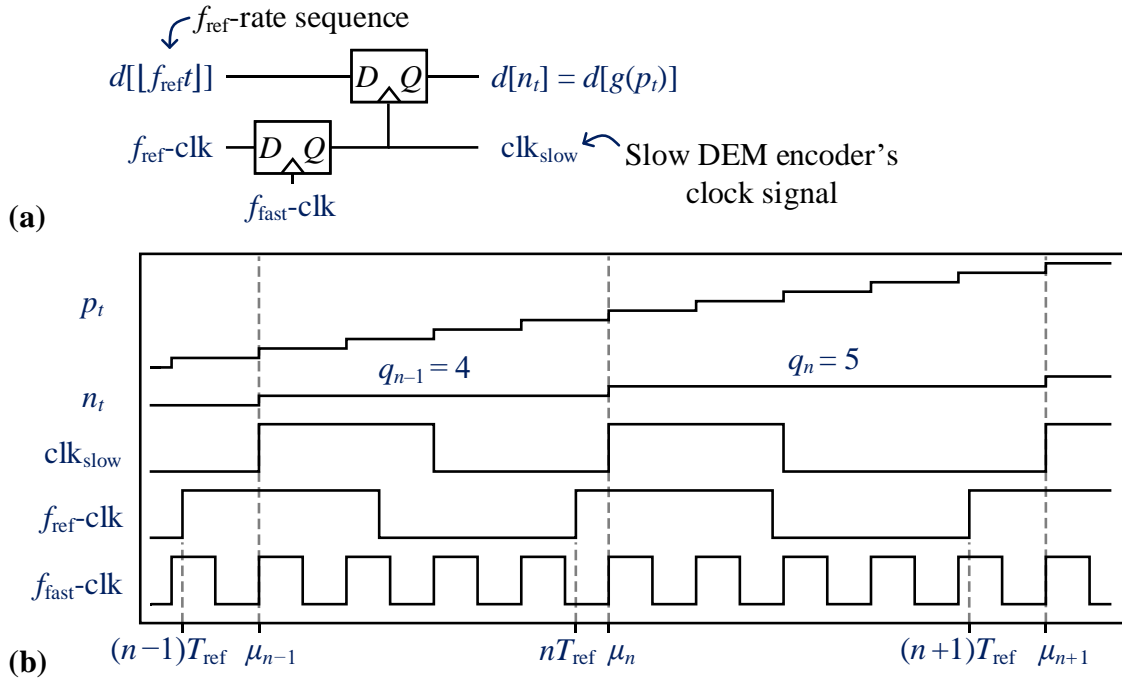 f_ref-rate sequence
d[⌊f_ref t⌋] D Q d[n_t] = d[g(p_t)]
f_ref-clk D Q clk_slow Slow DEM encoder's
clock signal
f_fast-clk
(a)
p_t
q_{n–1} = 4 q_n = 5
n_t
clk_slow
f_ref-clk
f_fast-clk
(b) (n–1)T_ref μ_{n–1} nT_ref μ_n (n+1)T_ref μ_{n+1}